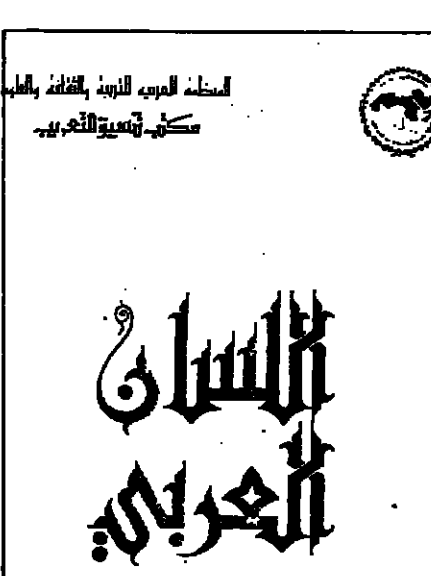 المنظمة العربية للتربية والثقافة والعلوم
مكتب تنسيق التعريب
اللسان
العربي